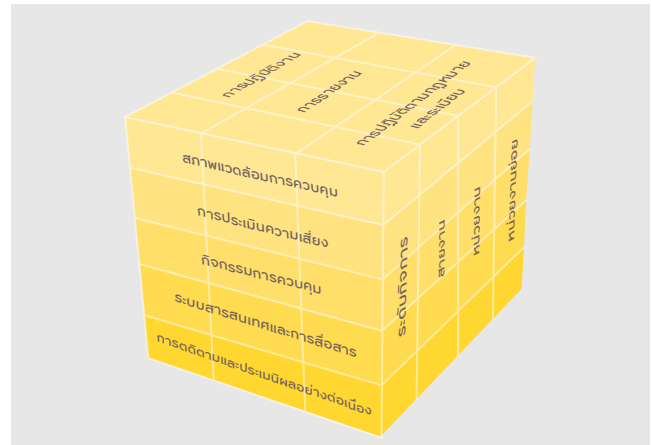 การปฏิบัติงาน
การรายงาน
การปฏิบัติตามกฎหมาย
และระเบียบ
สภาพแวดล้อมการควบคุม
การประเมินความเสี่ยง
กิจกรรมการควบคุม
ระบบสารสนเทศและการสื่อสาร
การตดิตามและประเมนิผลอย่างต่อเนื่อง
ระดับกิจการ
สายงาน
หน่วยงาน
หน่วยงานย่อย